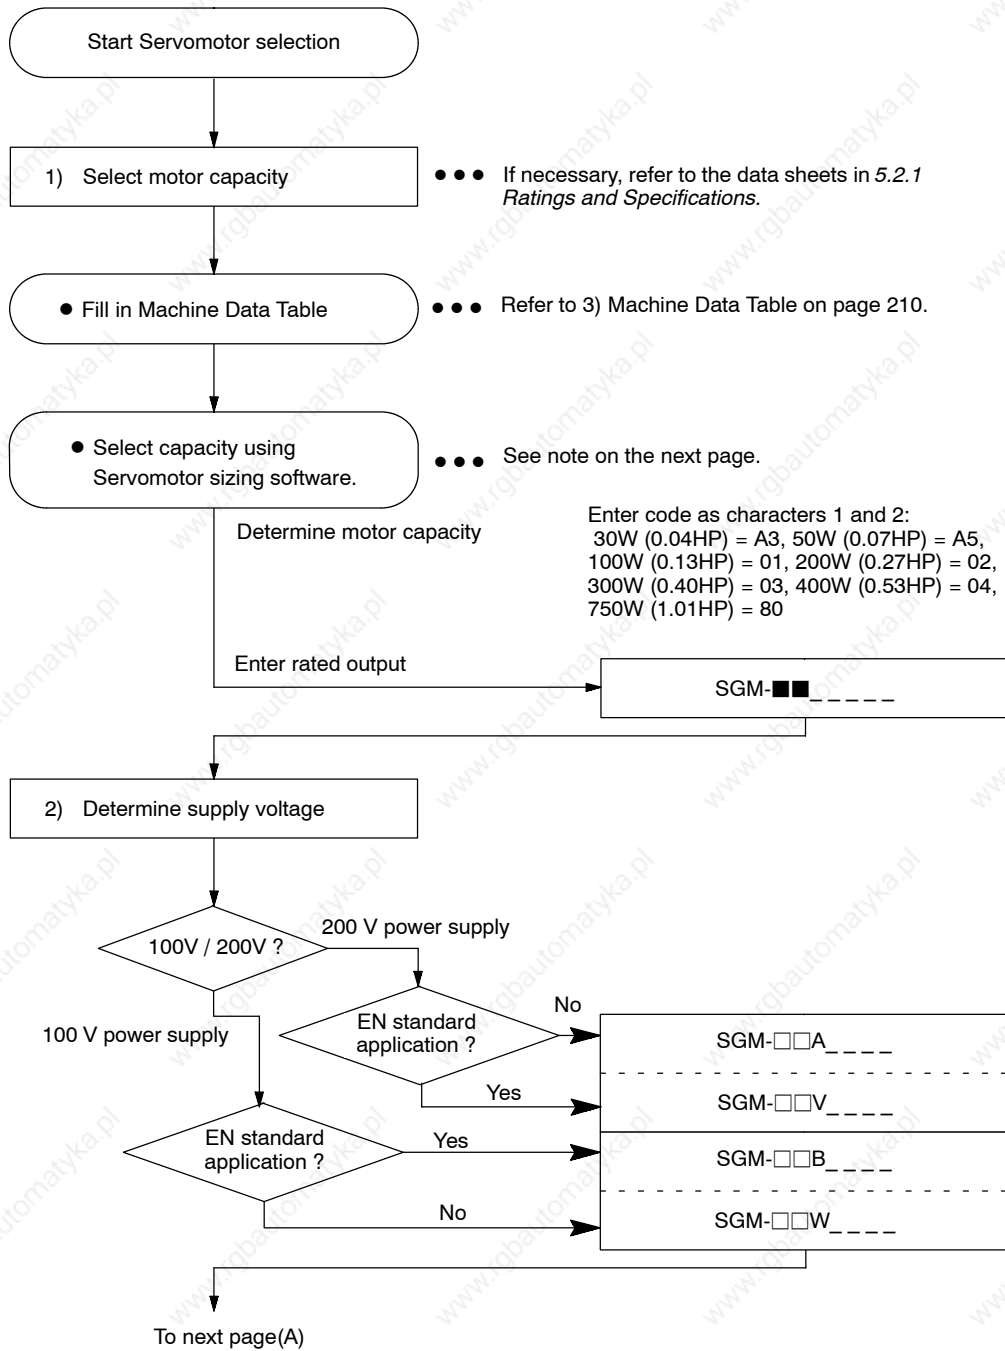 Start Servomotor selection
1) Select motor capacity
••• If necessary, refer to the data sheets in 5.2.1
Ratings and Specifications.
• Fill in Machine Data Table
••• Refer to 3) Machine Data Table on page 210.
• Select capacity using
Servomotor sizing software.
••• See note on the next page.
Determine motor capacity
Enter code as characters 1 and 2:
30W (0.04HP) = A3, 50W (0.07HP) = A5,
100W (0.13HP) = 01, 200W (0.27HP) = 02,
300W (0.40HP) = 03, 400W (0.53HP) = 04,
750W (1.01HP) = 80
Enter rated output
SGM-■■_ _ _ _ _
2) Determine supply voltage
100V / 200V ?
200 V power supply
100 V power supply
EN standard
application ?
No
Yes
SGM-□□A_ _ _ _
SGM-□□V_ _ _ _
EN standard
application ?
Yes
No
SGM-□□B_ _ _ _
SGM-□□W_ _ _ _
To next page(A)
www.rgbautomatyka.pl